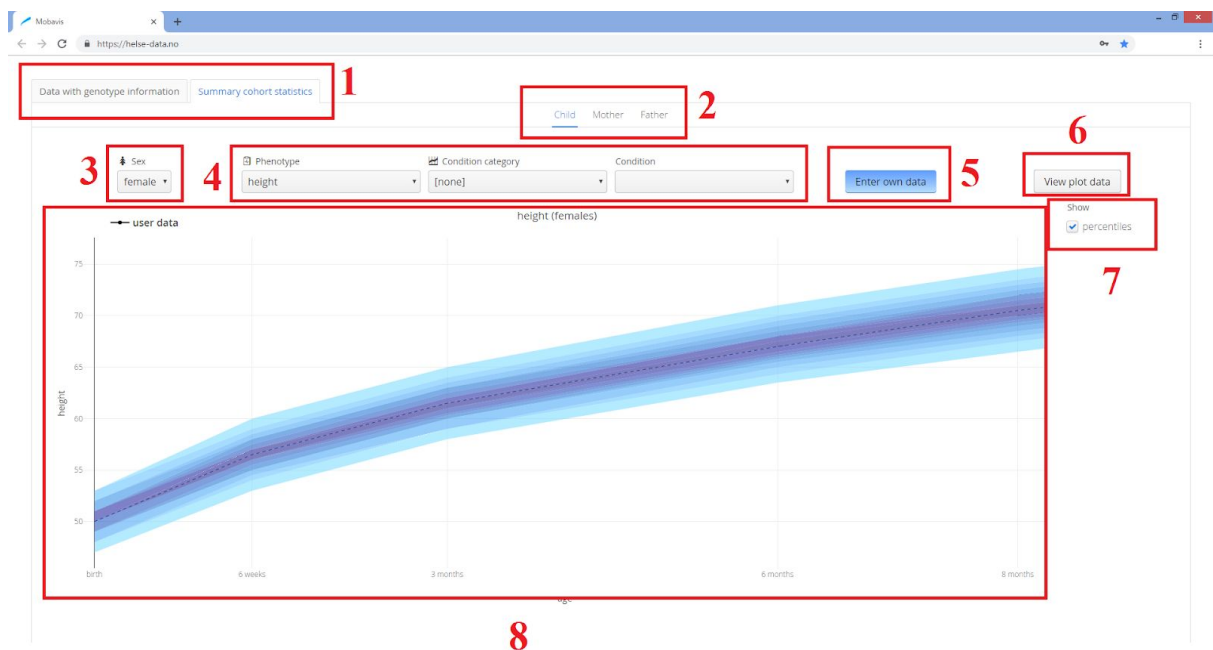 Mobavis × +
https://helse-data.no
1
Data with genotype information Summary cohort statistics
2
Child Mother Father
6
3 Sex
female
4 Phenotype Condition category Condition
height [none]
Enter own data 5
View plot data
Show
percentiles
7
user data
height (females)
75
70
65
60
55
50
height
birth 6 weeks 3 months 6 months 8 months
age
8